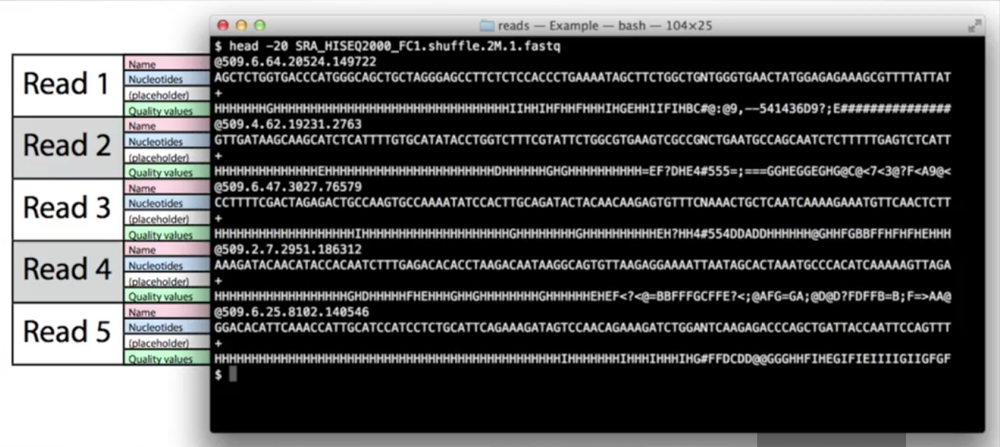 reads — Example — bash — 104×25
$ head -20 SRA_HISEQ2000_FC1.shuffle.2M.1.fastq
Read 1
Name @509.6.64.20524.149722
Nucleotides AGCTCTGGTGACCCATGGGCAGCTGCTAGGGAGCCTTCTCTCCACCCTGAAAATAGCTTCTGGCTGNTGGGTGAACTATGGAGAGAAAGCGTTTTATTAT
(placeholder) +
Quality values HHHHHHHGHHHHHHHHHHHHHHHHHHHHHHHHHHHHHHHHIIHHIHFHHFHHHIHGEHHIIFIHBC#@:@9,--541436D9?;E###############
Read 2
Name @509.4.62.19231.2763
Nucleotides GTTGATAAGCAAGCATCTCATTTTGTGCATATACCTGGTCTTTCGTATTCTGGCGTGAAGTCGCCGNCTGAATGCCAGCAATCTCTTTTTGAGTCTCATT
(placeholder) +
Quality values HHHHHHHHHHHHHHEHHHHHHHHHHHHHHHHHHHHHHHDHHHHHHGHGHHHHHHHHHH=EF?DHE4#555=;===GGHEGGEGHG@C@<7<3@?F<A9@<
Read 3
Name @509.6.47.3027.76579
Nucleotides CCTTTTCGACTAGAGACTGCCAAGTGCCAAAATATCCACTTGCAGATACTACAACAAGAGTGTTTCNAAACTGCTCAATCAAAAGAAATGTTCAACTCTT
(placeholder) +
Quality values HHHHHHHHHHHHHHHHHHHIHHHHHHHHHHHHHHHHHHHHGHHHHHHHHGHHHHHHHHHHEH?HH4#554DDADDHHHHHH@GHHFGBBFFHFHFHEHHH
Read 4
Name @509.2.7.2951.186312
Nucleotides AAAGATACAACATACCACAATCTTTGAGACACACCTAAGACAATAAGGCAGTGTTAAGAGGAAAATTAATAGCACTAAATGCCCACATCAAAAAGTTAGA
(placeholder) +
Quality values HHHHHHHHHHHHHHHHHHGHDHHHHHFHEHHHGHHGHHHHHHHHGHHHHHHEHEF<?<@=BBFFFGCFFE?<;@AFG=GA;@D@D?FDFFB=B;F=>AA@
Read 5
Name @509.6.25.8102.140546
Nucleotides GGACACATTCAAACCATTGCATCCATCCTCTGCATTCAGAAAGATAGTCCAACAGAAAGATCTGGANTCAAGAGACCCAGCTGATTACCAATTCCAGTTT
(placeholder) +
Quality values HHHHHHHHHHHHHHHHHHHHHHHHHHHHHHHHHHHHHHHHHHHHHHHIHHHHHHHIHHHIHHHIHG#FFDCDD@@GGGHHFIHEGIFIEIIIIGIIGFGF
$